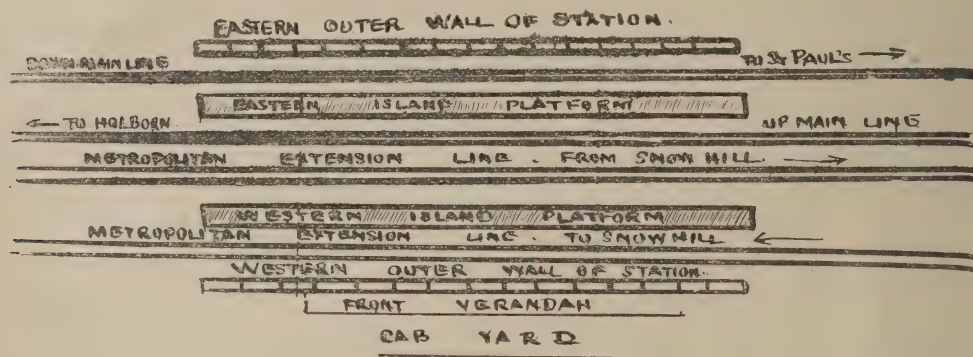 EASTERN OUTER WALL OF STATION.
DOWN MAIN LINE TO St PAUL'S →
EASTERN ISLAND PLATFORM
← TO HOLBORN. UP MAIN LINE
METROPOLITAN EXTENSION LINE. FROM SNOW HILL →
WESTERN ISLAND PLATFORM
METROPOLITAN EXTENSION LINE. TO SNOW HILL ←
WESTERN OUTER WALL OF STATION.
FRONT VERANDAH
CAB YARD